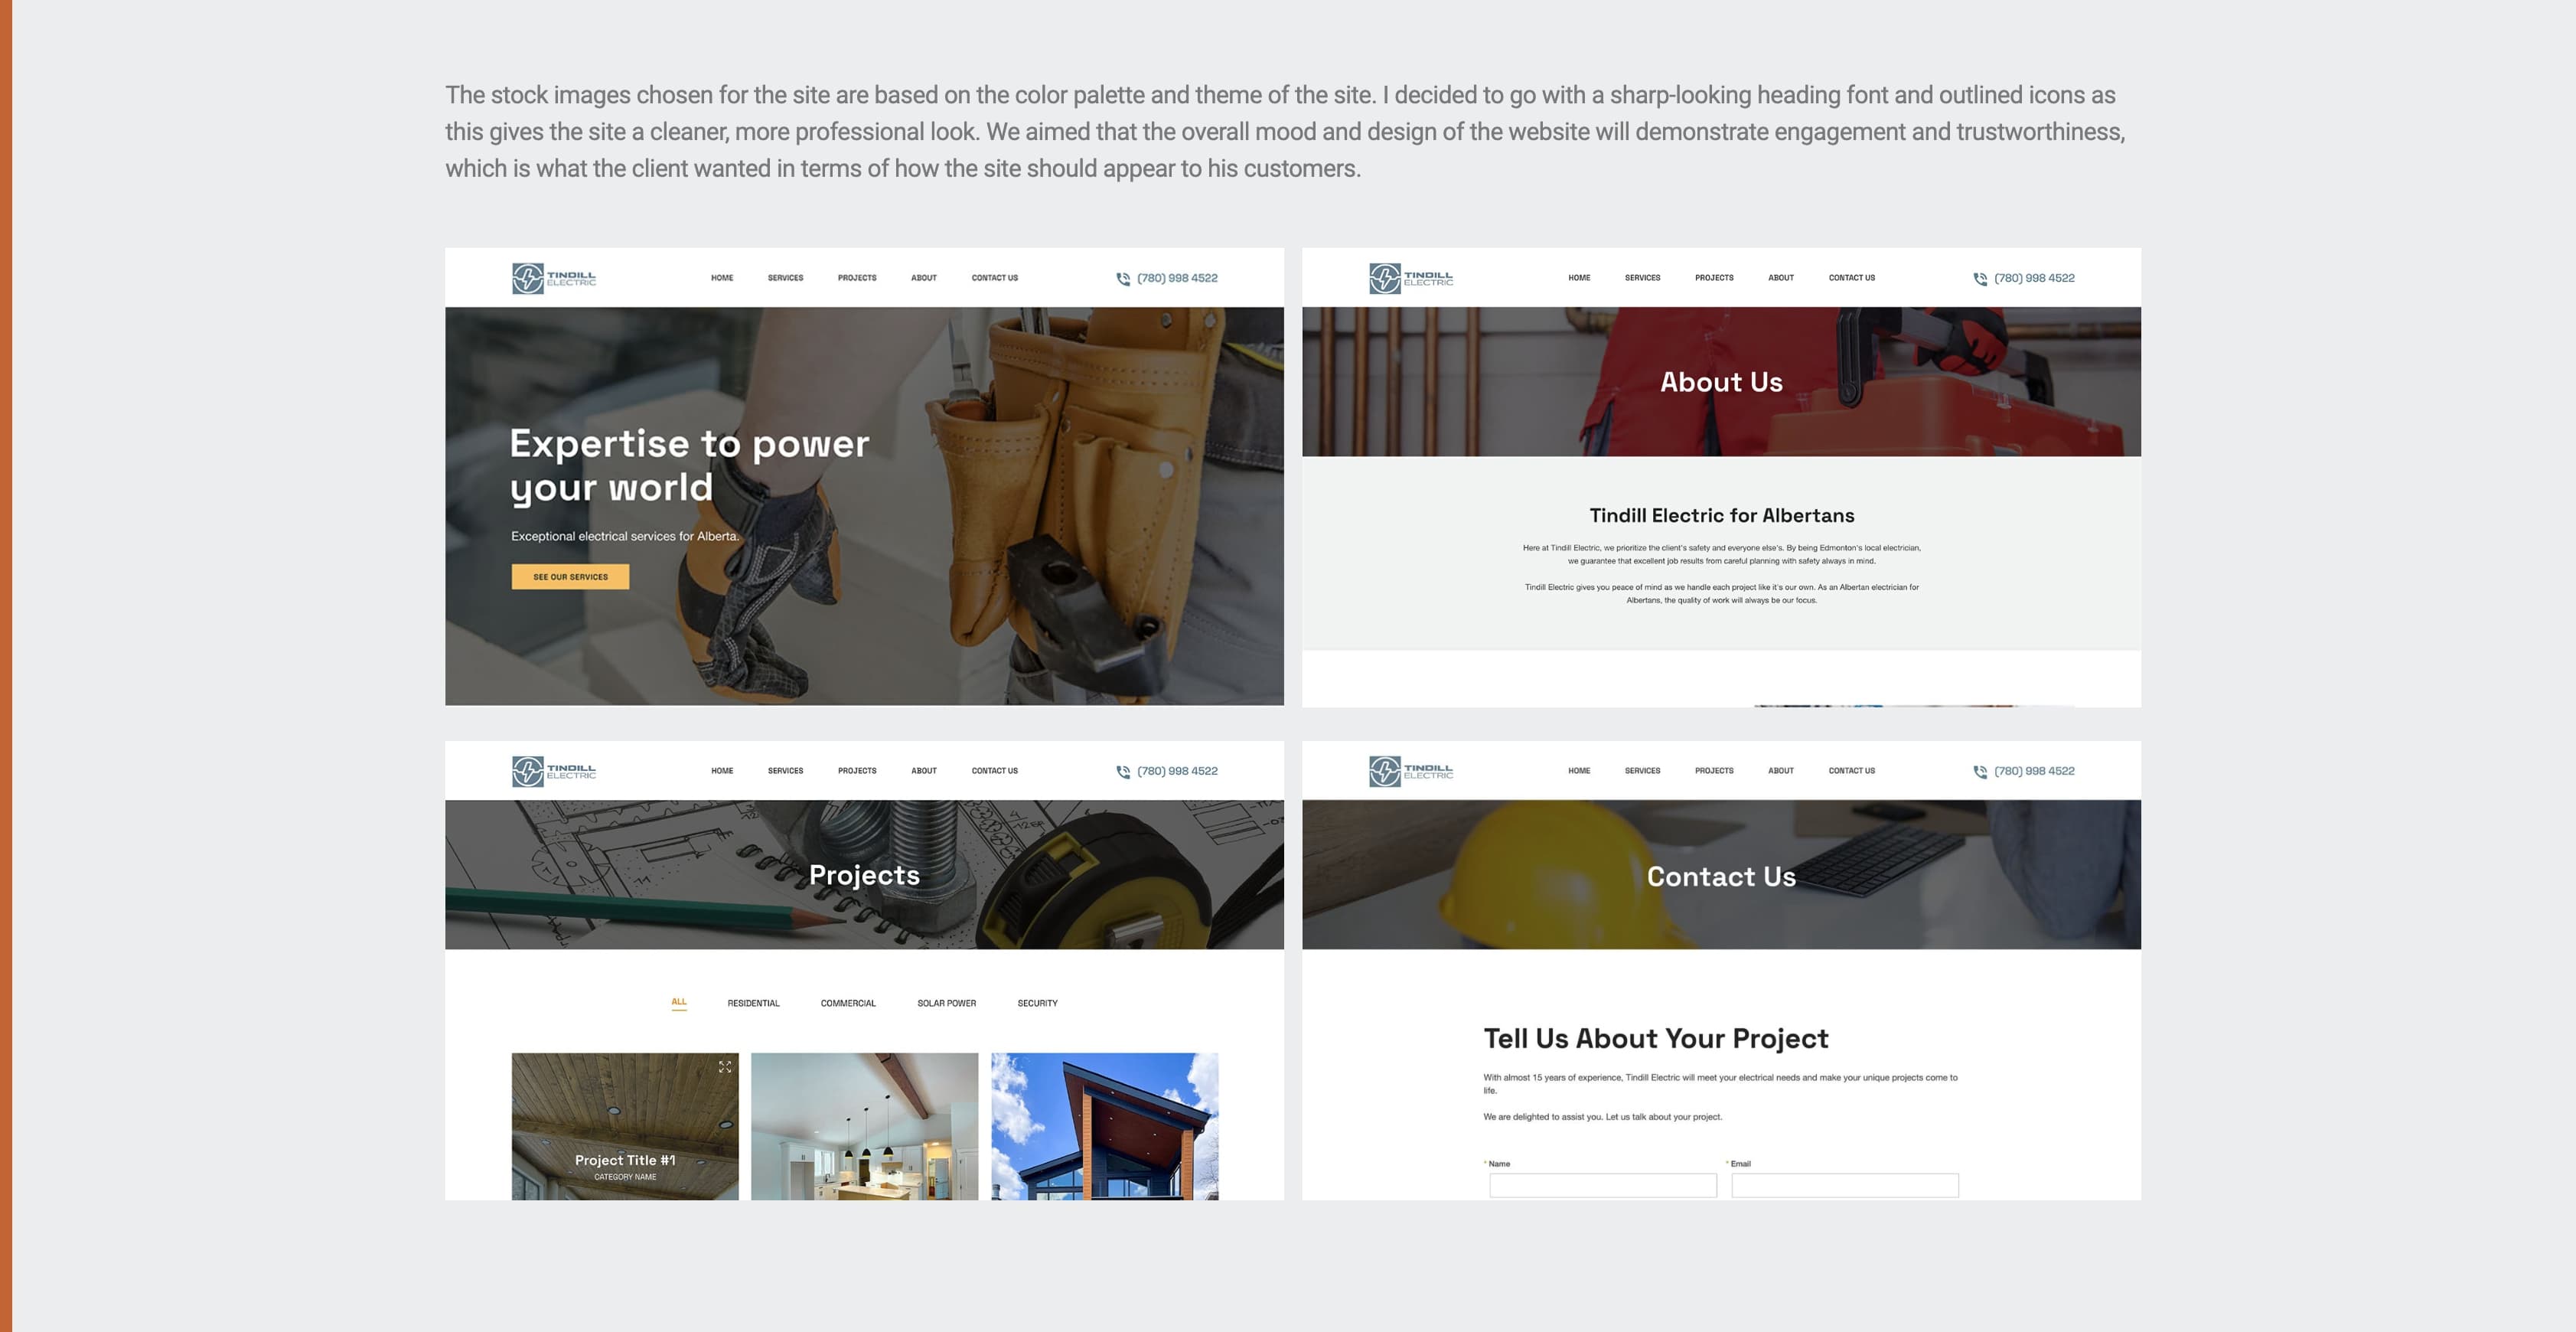 The stock images chosen for the site are based on the color palette and theme of the site. I decided to go with a sharp-looking heading font and outlined icons as
this gives the site a cleaner, more professional look. We aimed that the overall mood and design of the website will demonstrate engagement and trustworthiness,
which is what the client wanted in terms of how the site should appear to his customers.
TINDILL
ELECTRIC
HOME SERVICES PROJECTS ABOUT CONTACT US
(780) 998 4522
Expertise to power
your world
Exceptional electrical services for Alberta.
SEE OUR SERVICES
TINDILL
ELECTRIC
HOME SERVICES PROJECTS ABOUT CONTACT US
(780) 998 4522
About Us
Tindill Electric for Albertans
Here at Tindill Electric, we prioritize the client's safety and everyone else's. By being Edmonton's local electrician,
we guarantee that excellent job results from careful planning with safety always in mind.
Tindill Electric gives you peace of mind as we handle each project like it's our own. As an Albertan electrician for
Albertans, the quality of work will always be our focus.
TINDILL
ELECTRIC
HOME SERVICES PROJECTS ABOUT CONTACT US
(780) 998 4522
Projects
ALL RESIDENTIAL COMMERCIAL SOLAR POWER SECURITY
Project Title #1
CATEGORY NAME
TINDILL
ELECTRIC
HOME SERVICES PROJECTS ABOUT CONTACT US
(780) 998 4522
Contact Us
Tell Us About Your Project
With almost 15 years of experience, Tindill Electric will meet your electrical needs and make your unique projects come to
life.
We are delighted to assist you. Let us talk about your project.
* Name
* Email